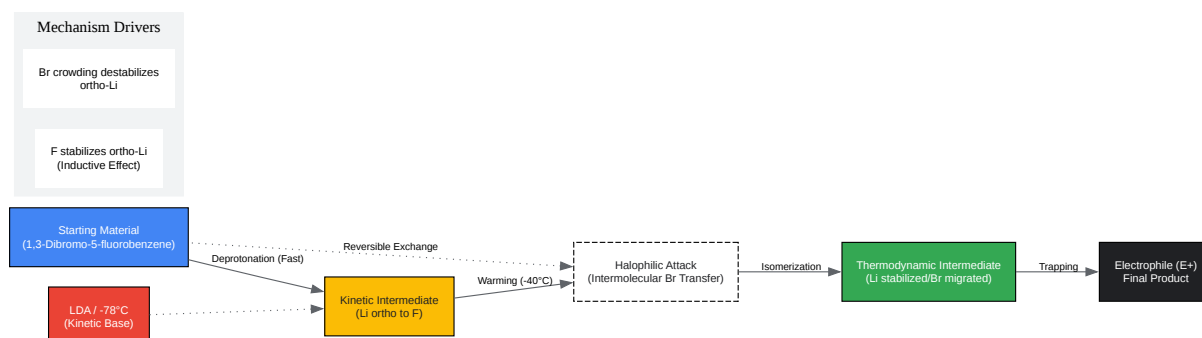 Mechanism Drivers
Br crowding destabilizes
ortho-Li
F stabilizes ortho-Li
(Inductive Effect)
Starting Material
(1,3-Dibromo-5-fluorobenzene)
Reversible Exchange
Deprotonation (Fast)
LDA / -78°C
(Kinetic Base)
Kinetic Intermediate
(Li ortho to F)
Warming (-40°C)
Halophilic Attack
(Intermolecular Br Transfer)
Isomerization
Thermodynamic Intermediate
(Li stabilized/Br migrated)
Trapping
Electrophile (E+)
Final Product